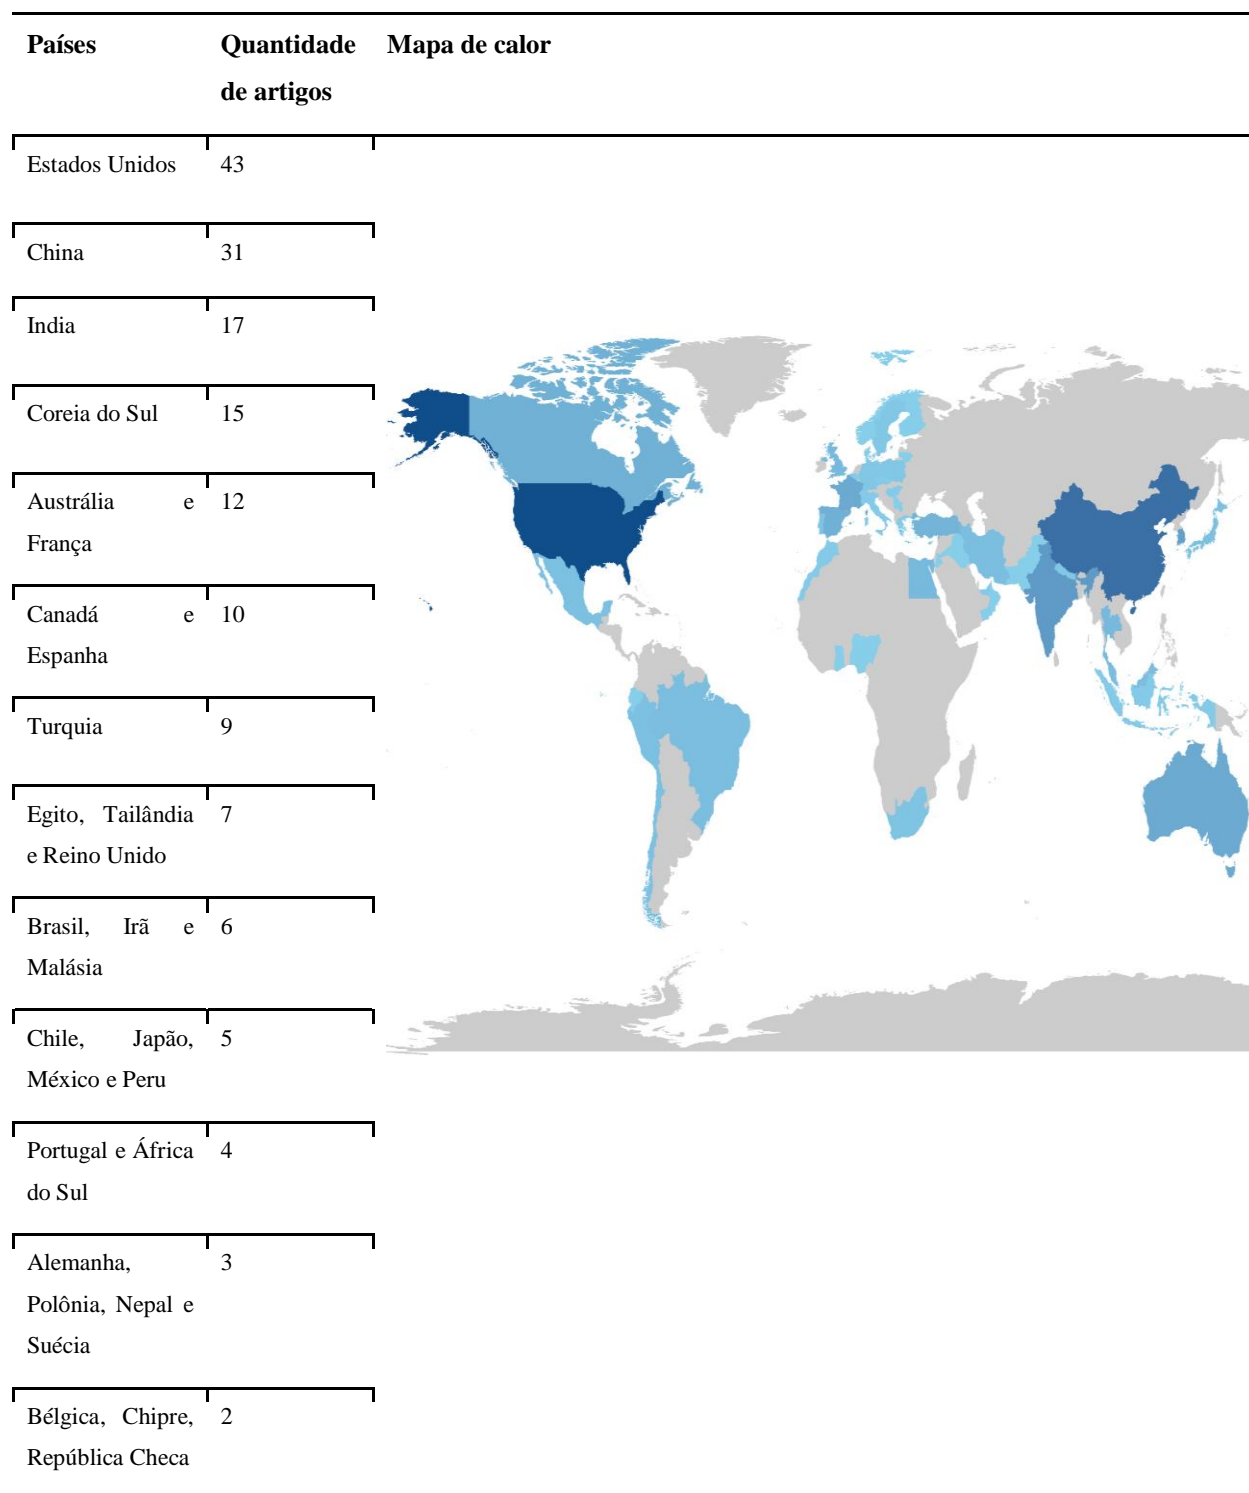 Países Quantidade Mapa de calor
de artigos
Estados Unidos 43
China 31
India 17
Coreia do Sul 15
Austrália e 12
França
Canadá e 10
Espanha
Turquia 9
Egito, Tailândia 7
e Reino Unido
Brasil, Irã e 6
Malásia
Chile, Japão, 5
México e Peru
Portugal e África 4
do Sul
Alemanha, 3
Polônia, Nepal e
Suécia
Bélgica, Chipre, 2
República Checa